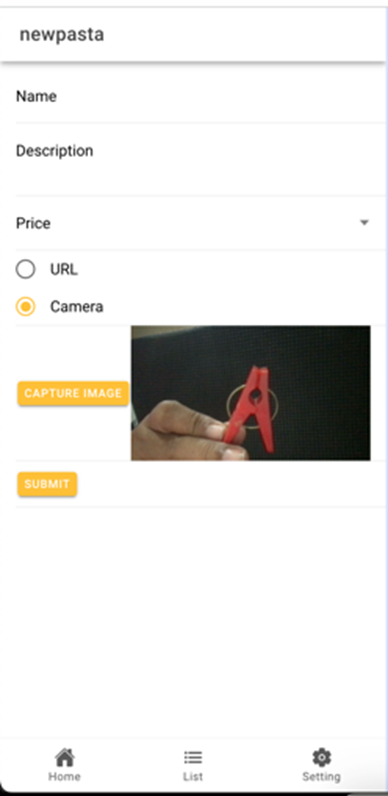 newpasta
Name
Description
Price
URL
Camera
CAPTURE IMAGE
SUBMIT
Home
List
Setting